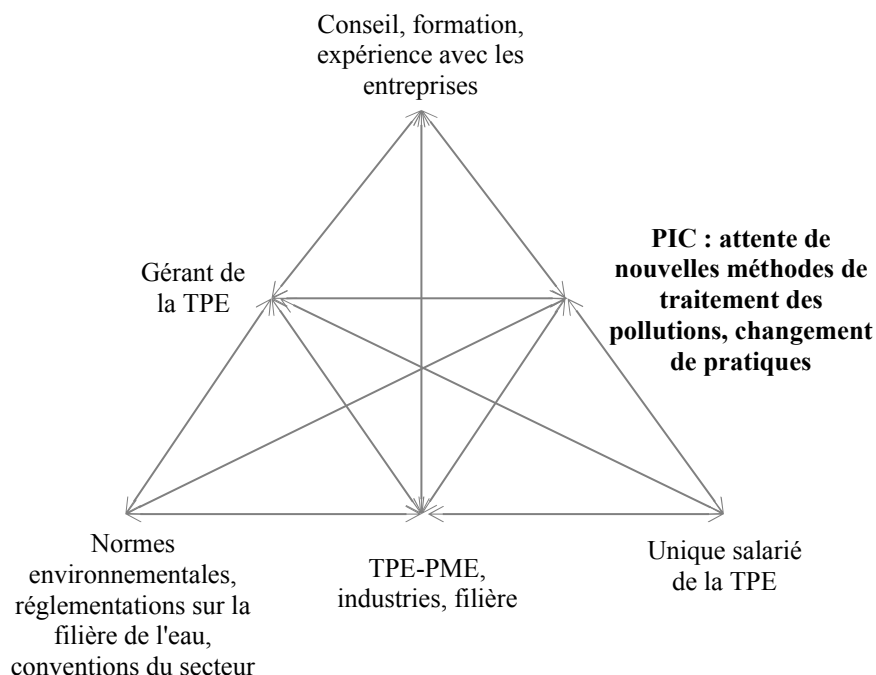 Conseil, formation,
expérience avec les
entreprises
Gérant de
la TPE
PIC : attente de
nouvelles méthodes de
traitement des
pollutions, changement
de pratiques
Normes
environnementales,
réglementations sur la
filière de l'eau,
conventions du secteur
TPE-PME,
industries, filière
Unique salarié
de la TPE